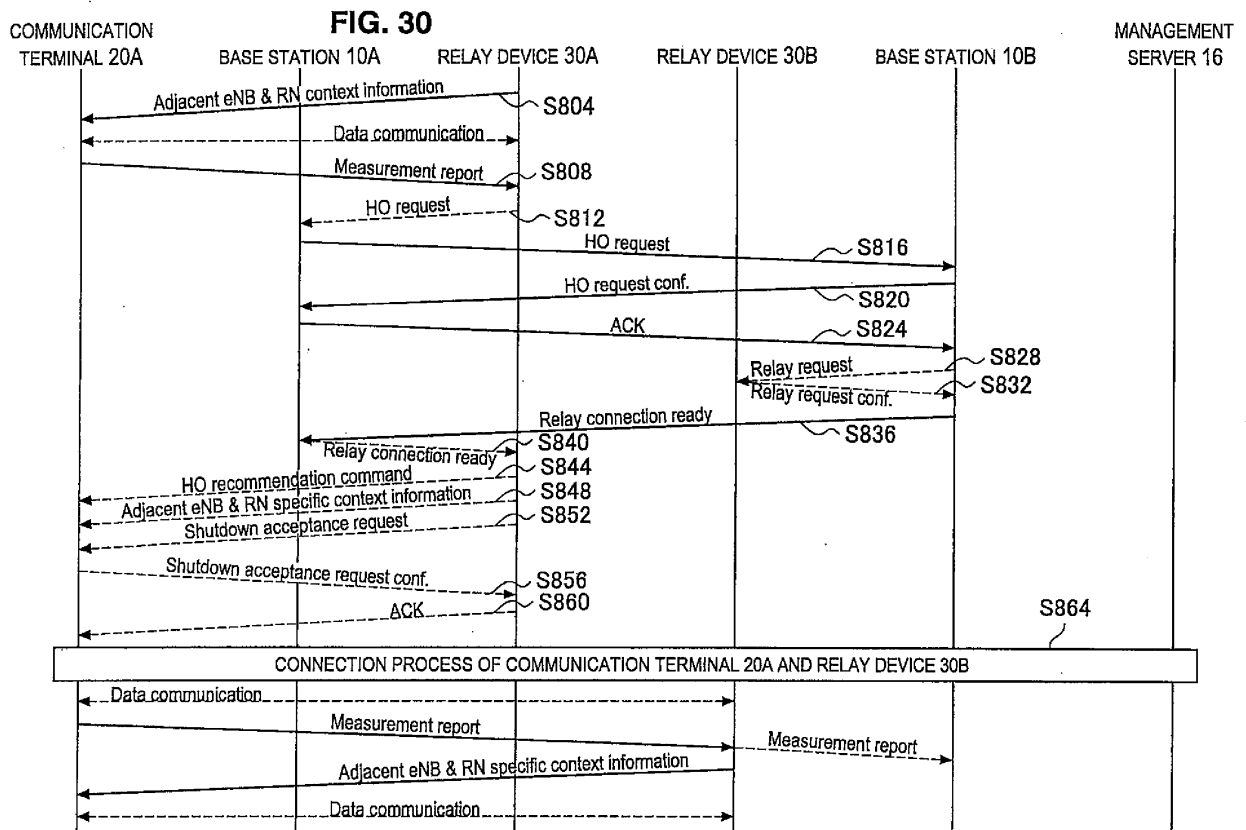 FIG. 30
COMMUNICATION
TERMINAL 20A
BASE STATION 10A
RELAY DEVICE 30A
RELAY DEVICE 30B
BASE STATION 10B
MANAGEMENT
SERVER 16
Adjacent eNB & RN context information
S804
Data communication
Measurement report
S808
HO request
S812
HO request
S816
HO request conf.
S820
ACK
S824
Relay request
S828
Relay request conf.
S832
Relay connection ready
S836
Relay connection ready
S840
HO recommendation command
S844
Adjacent eNB & RN specific context information
S848
Shutdown acceptance request
S852
Shutdown acceptance request conf.
S856
ACK
S860
S864
CONNECTION PROCESS OF COMMUNICATION TERMINAL 20A AND RELAY DEVICE 30B
Data communication
Measurement report
Measurement report
Adjacent eNB & RN specific context information
Data communication